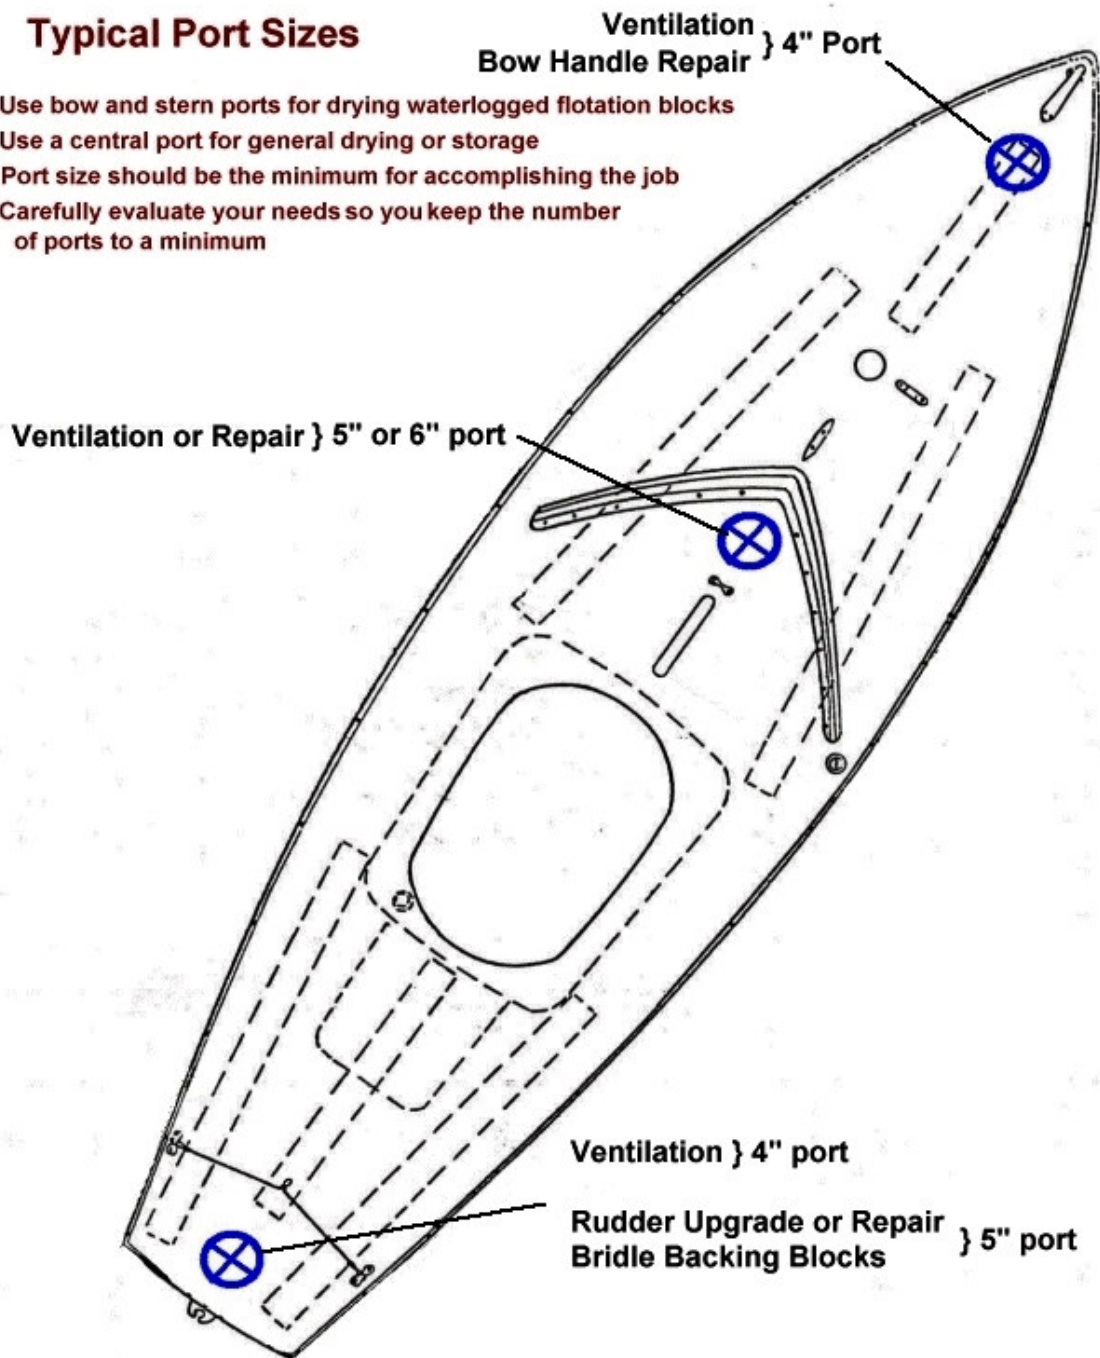 Typical Port Sizes
Ventilation
Bow Handle Repair } 4" Port
Use bow and stern ports for drying waterlogged flotation blocks
Use a central port for general drying or storage
Port size should be the minimum for accomplishing the job
Carefully evaluate your needs so you keep the number
of ports to a minimum
Ventilation or Repair } 5" or 6" port
Ventilation } 4" port
Rudder Upgrade or Repair
Bridle Backing Blocks } 5" port